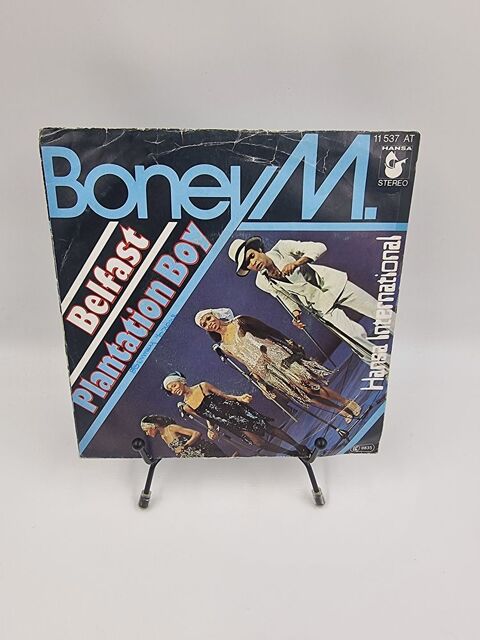 11 537 AT
HANSA
STEREO
Boney M.
Belfast
Plantation Boy
Hansa International